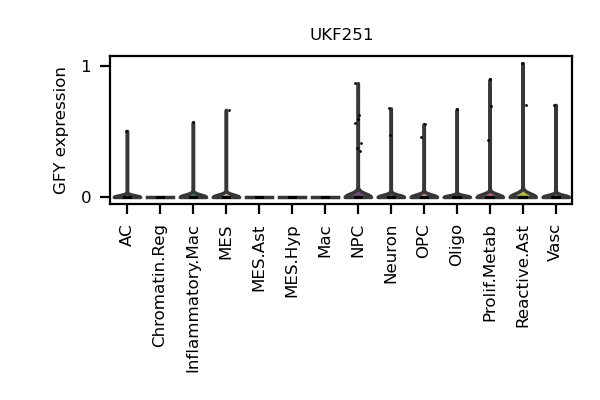 UKF251
GFY expression
1
0
AC
Chromatin.Reg
Inflammatory.Mac
MES
MES.Ast
MES.Hyp
Mac
NPC
Neuron
OPC
Oligo
Prolif.Metab
Reactive.Ast
Vasc